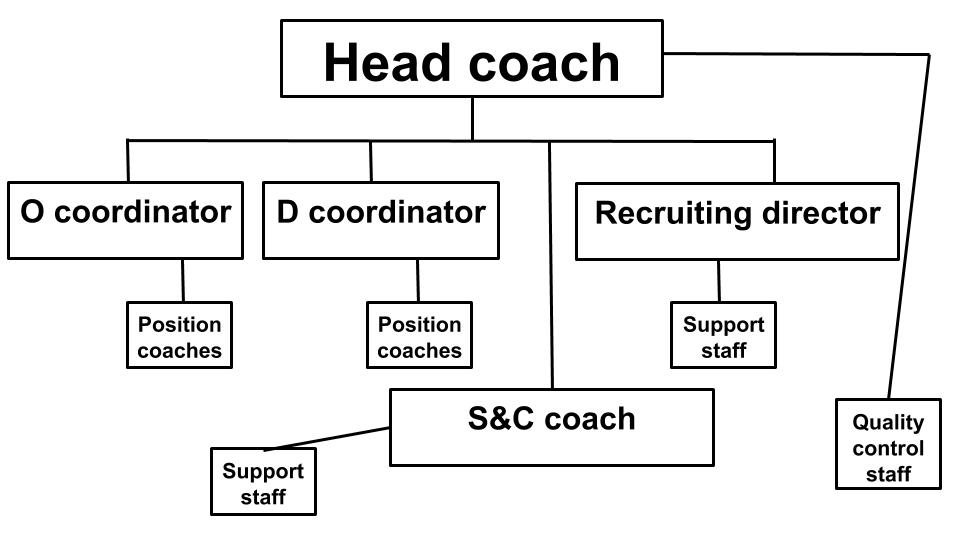 Head coach
O coordinator
D coordinator
Recruiting director
Position
coaches
Position
coaches
Support
staff
S&C coach
Quality
control
staff
Support
staff